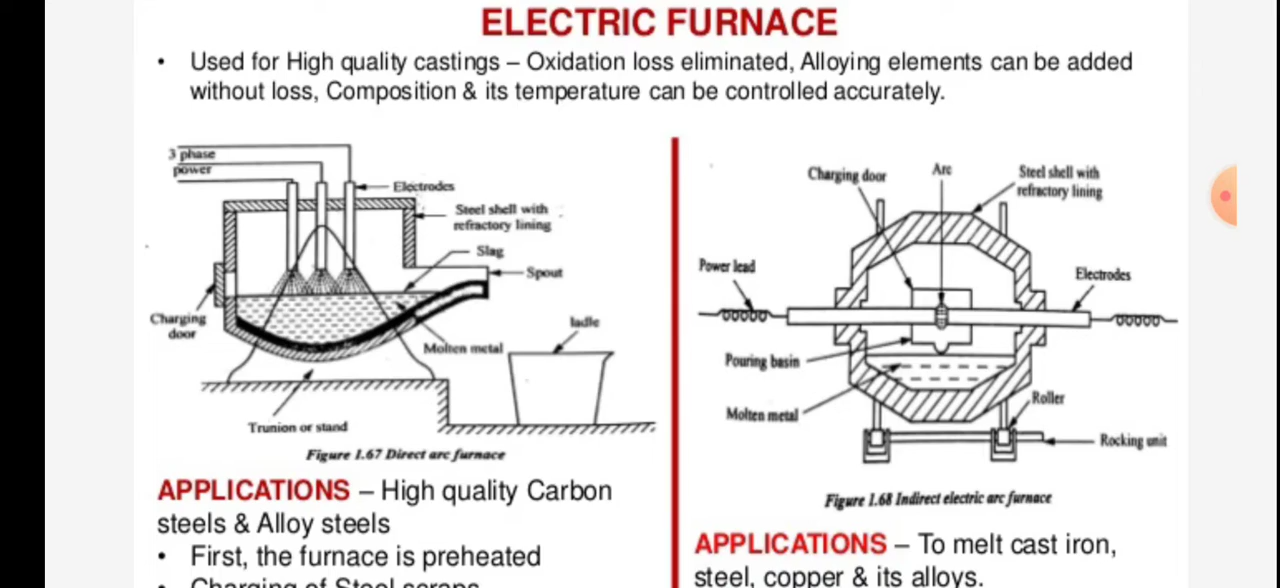 ELECTRIC FURNACE
• Used for High quality castings – Oxidation loss eliminated, Alloying elements can be added
without loss, Composition & its temperature can be controlled accurately.
3 phase
power
Electrodes
Steel shell with
refractory lining
Slag
Spout
Charging
door
ladle
Molten metal
Trunion or stand
Figure 1.67 Direct arc furnace
APPLICATIONS – High quality Carbon
steels & Alloy steels
• First, the furnace is preheated
• Charging of Steel scraps
Charging door
Arc
Steel shell with
refractory lining
Power lead
Electrodes
Pouring basin
Molten metal
Roller
Rocking unit
Figure 1.68 Indirect electric arc furnace
APPLICATIONS – To melt cast iron,
steel, copper & its alloys.